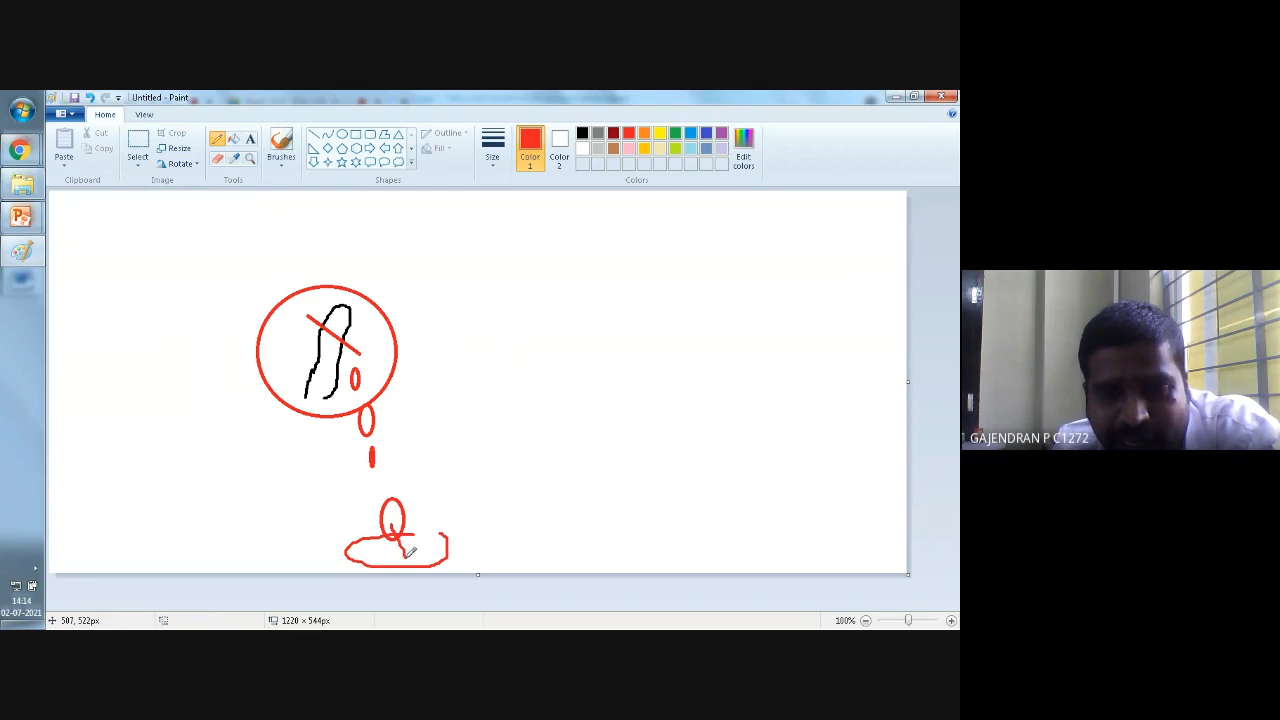 Untitled - Paint
Home View
Paste
Cut
Copy
Clipboard
Select
Crop
Resize
Rotate
Image
A
Tools
Brushes
Shapes
Outline
Fill
Size
Color 1
Color 2
Edit colors
Colors
GAJENDRAN P C1272
14:14
02-07-2021
507, 522px
1220 × 544px
100%